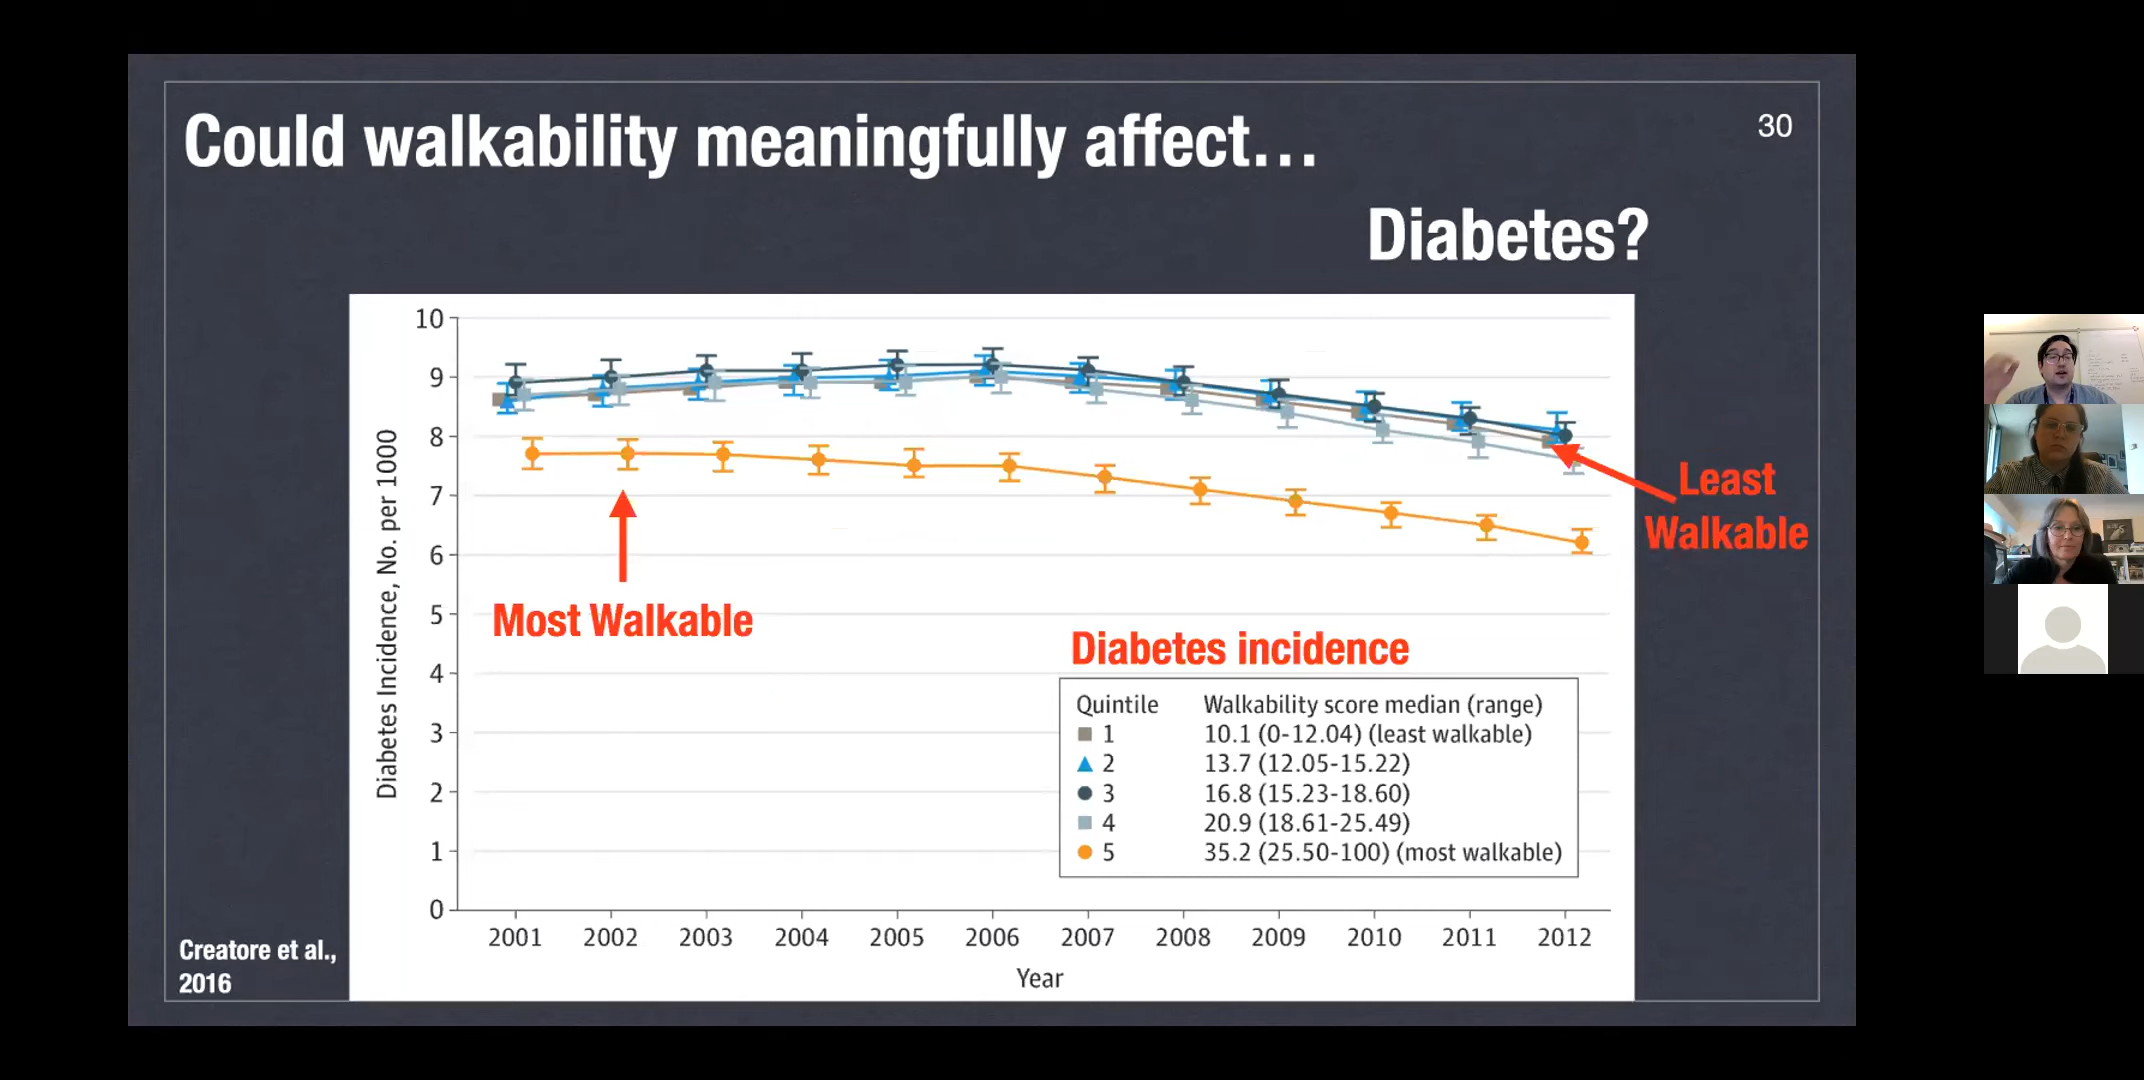 Could walkability meaningfully affect…
30
Diabetes?
10
9
8
7
6
5
4
3
2
1
0
Diabetes Incidence, No. per 1000
Most Walkable
Least
Walkable
Diabetes incidence
Quintile Walkability score median (range)
1 10.1 (0-12.04) (least walkable)
2 13.7 (12.05-15.22)
3 16.8 (15.23-18.60)
4 20.9 (18.61-25.49)
5 35.2 (25.50-100) (most walkable)
2001 2002 2003 2004 2005 2006 2007 2008 2009 2010 2011 2012
Year
Creatore et al.,
2016